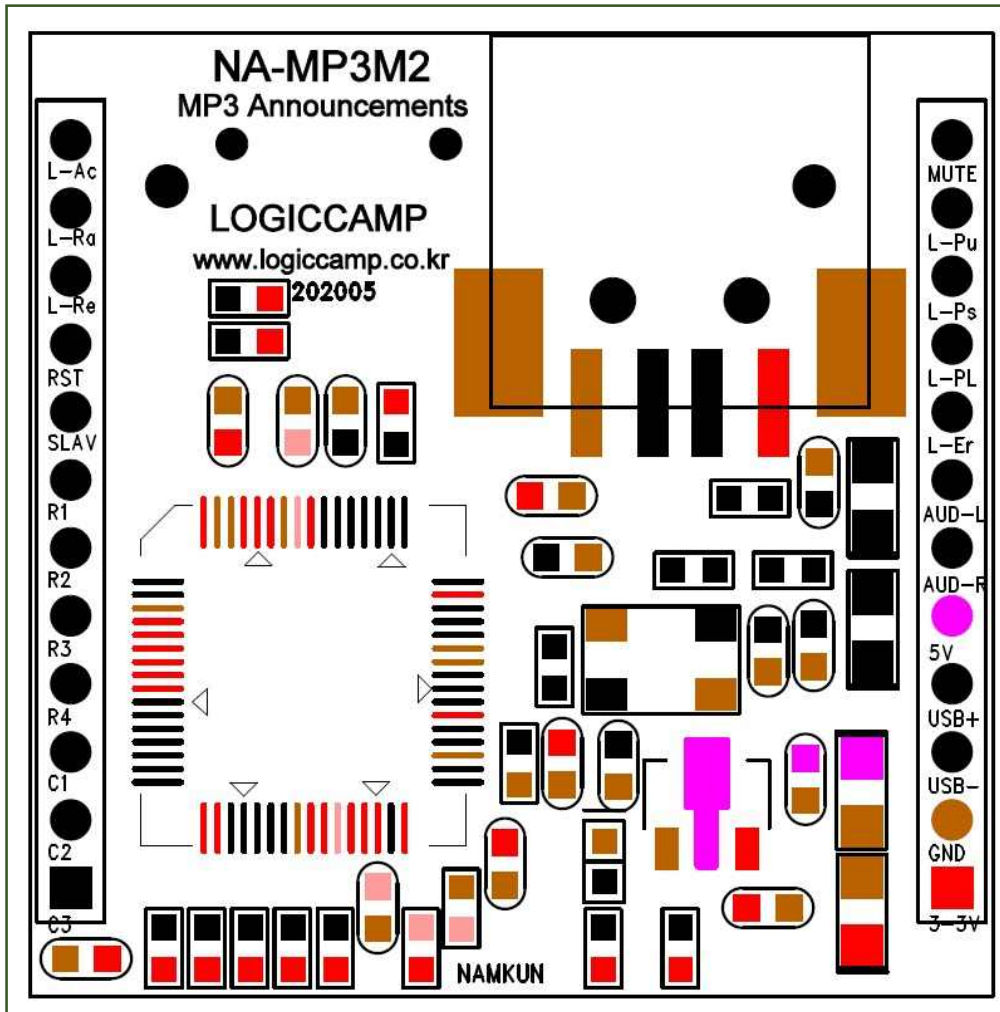 NA-MP3M2
MP3 Announcements
LOGICCAMP
www.logiccamp.co.kr
202005
L-Ac
L-Ra
L-Re
RST
SLAV
R1
R2
R3
R4
C1
C2
C3
MUTE
L-Pu
L-Ps
L-PL
L-Er
AUD-L
AUD-R
5V
USB+
USB-
GND
3-3V
NAMKUN